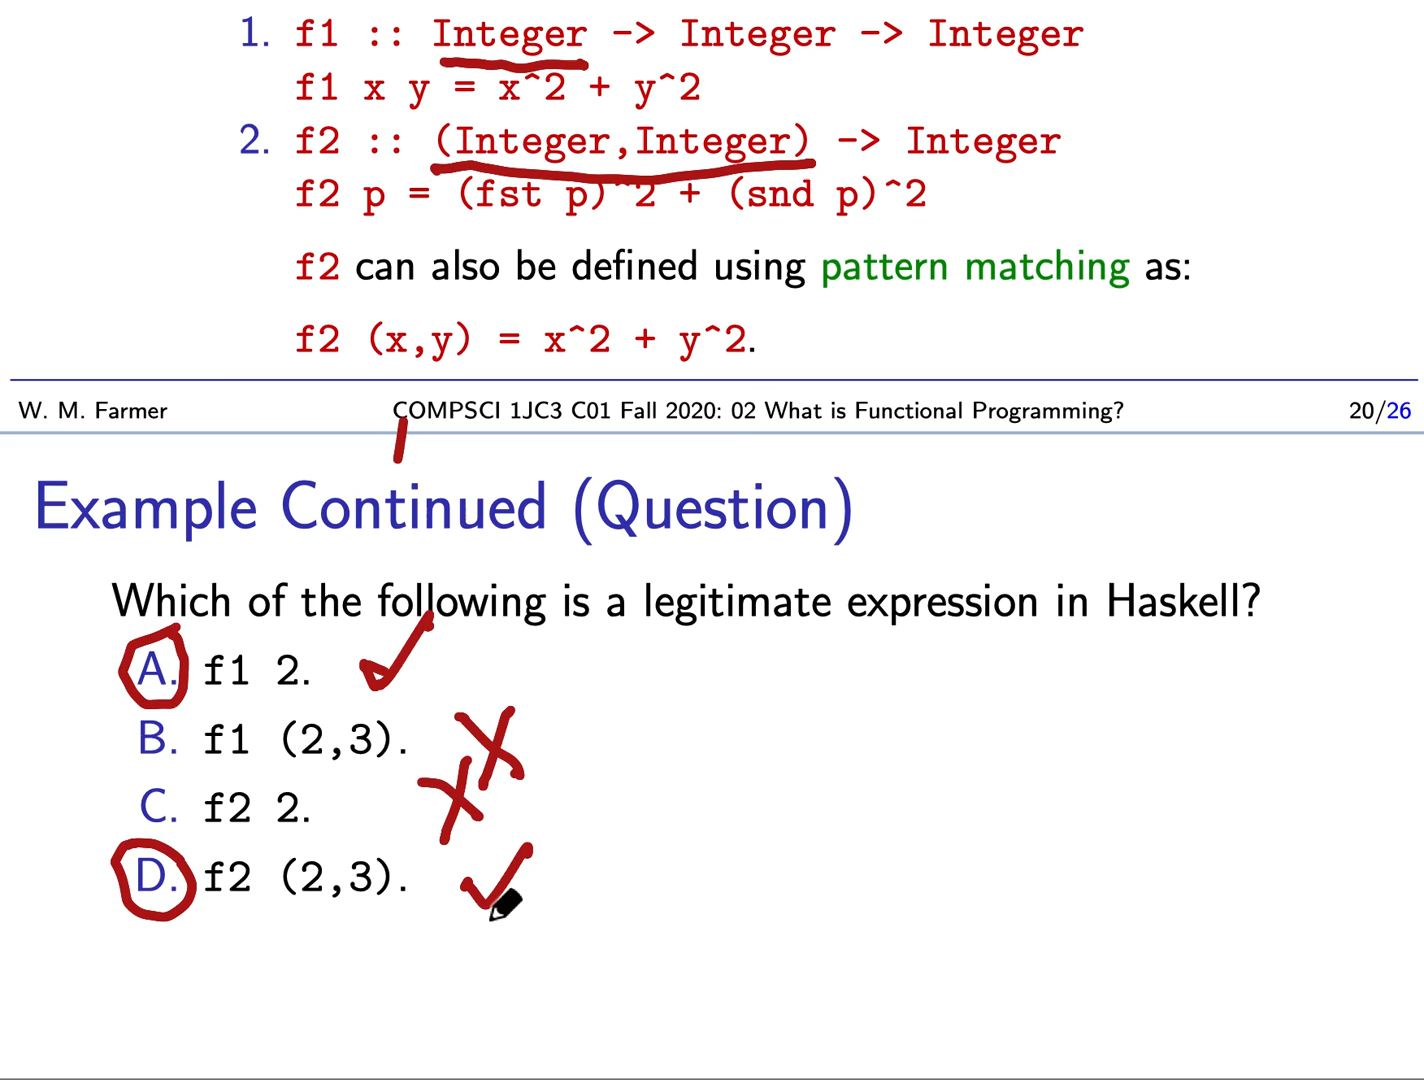 1. f1 :: Integer -> Integer -> Integer
f1 x y = x^2 + y^2
2. f2 :: (Integer,Integer) -> Integer
f2 p = (fst p)^2 + (snd p)^2
f2 can also be defined using pattern matching as:
f2 (x,y) = x^2 + y^2.
W. M. Farmer COMPSCI 1JC3 C01 Fall 2020: 02 What is Functional Programming? 20/26
Example Continued (Question)
Which of the following is a legitimate expression in Haskell?
A. f1 2.
B. f1 (2,3).
C. f2 2.
D. f2 (2,3).